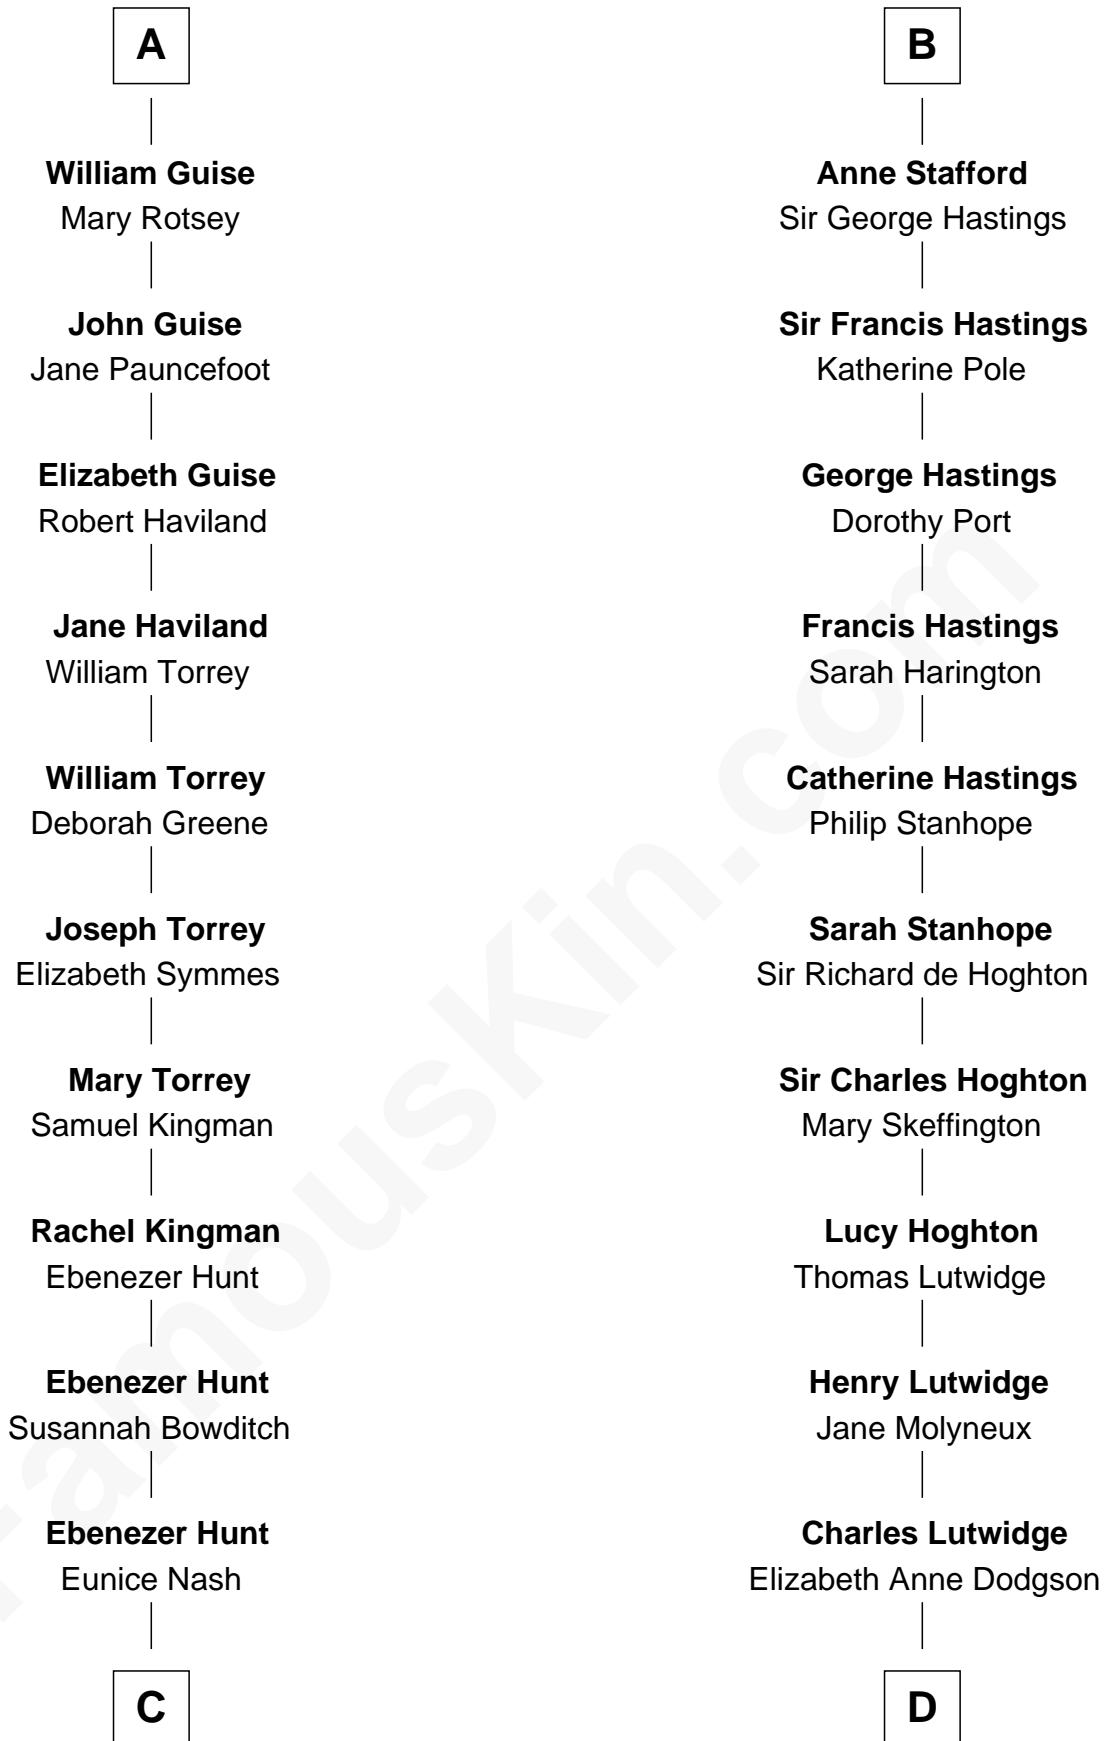 A
William Guise
Mary Rotsey
John Guise
Jane Pauncefoot
Elizabeth Guise
Robert Haviland
Jane Haviland
William Torrey
William Torrey
Deborah Greene
Joseph Torrey
Elizabeth Symmes
Mary Torrey
Samuel Kingman
Rachel Kingman
Ebenezer Hunt
Ebenezer Hunt
Susannah Bowditch
Ebenezer Hunt
Eunice Nash
C
B
Anne Stafford
Sir George Hastings
Sir Francis Hastings
Katherine Pole
George Hastings
Dorothy Port
Francis Hastings
Sarah Harington
Catherine Hastings
Philip Stanhope
Sarah Stanhope
Sir Richard de Hoghton
Sir Charles Hoghton
Mary Skeffington
Lucy Hoghton
Thomas Lutwidge
Henry Lutwidge
Jane Molyneux
Charles Lutwidge
Elizabeth Anne Dodgson
D
FamousKin.com